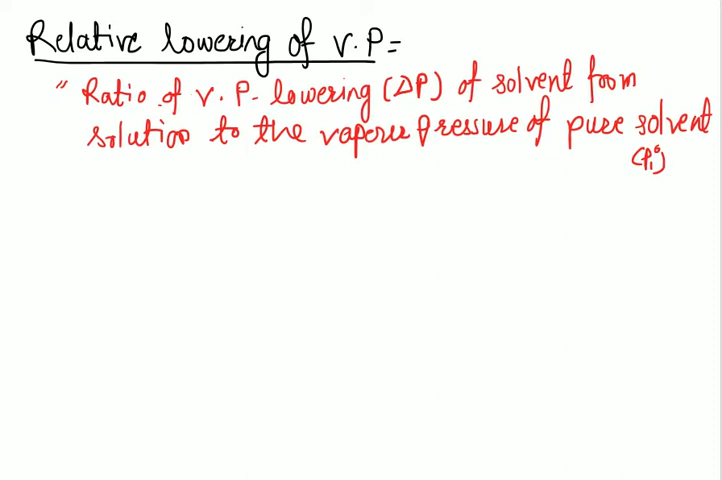 Relative lowering of V.P=
" Ratio of V.P. lowering (ΔP) of solvent from
solution to the vapour pressure of pure solvent
(P₁°)